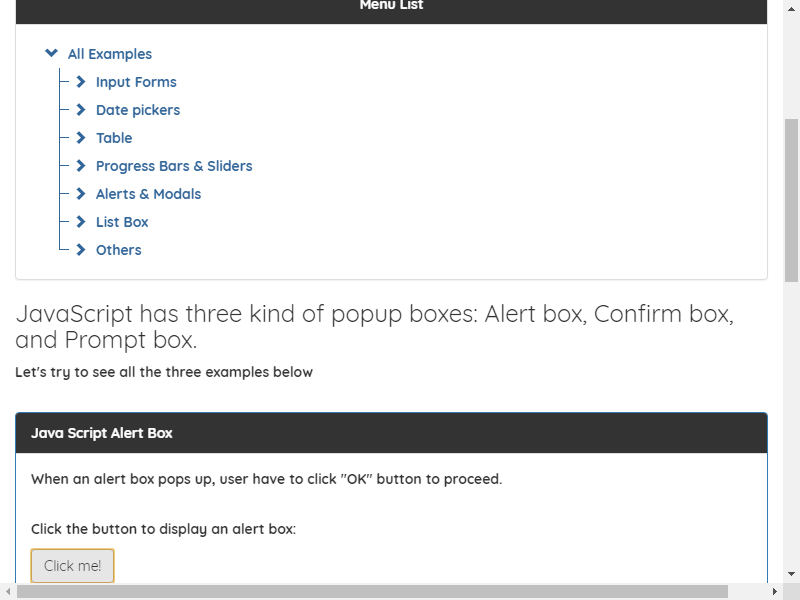 Menu List
All Examples
Input Forms
Date pickers
Table
Progress Bars & Sliders
Alerts & Modals
List Box
Others
JavaScript has three kind of popup boxes: Alert box, Confirm box,
and Prompt box.
Let's try to see all the three examples below
Java Script Alert Box
When an alert box pops up, user have to click "OK" button to proceed.
Click the button to display an alert box:
Click me!